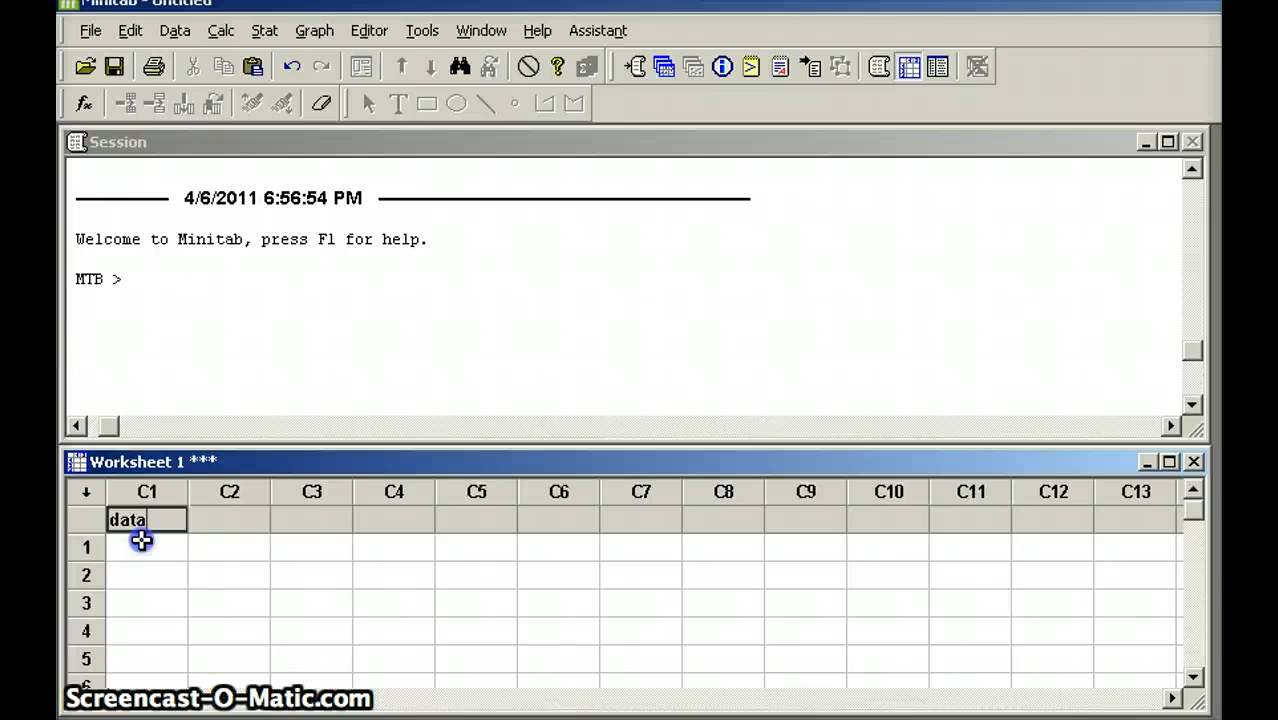 Minitab - Untitled
File Edit Data Calc Stat Graph Editor Tools Window Help Assistant
Session
4/6/2011 6:56:54 PM
Welcome to Minitab, press F1 for help.
MTB >
Worksheet 1 ***
C1 C2 C3 C4 C5 C6 C7 C8 C9 C10 C11 C12 C13
data
1
2
3
4
5
6
Screencast-O-Matic.com